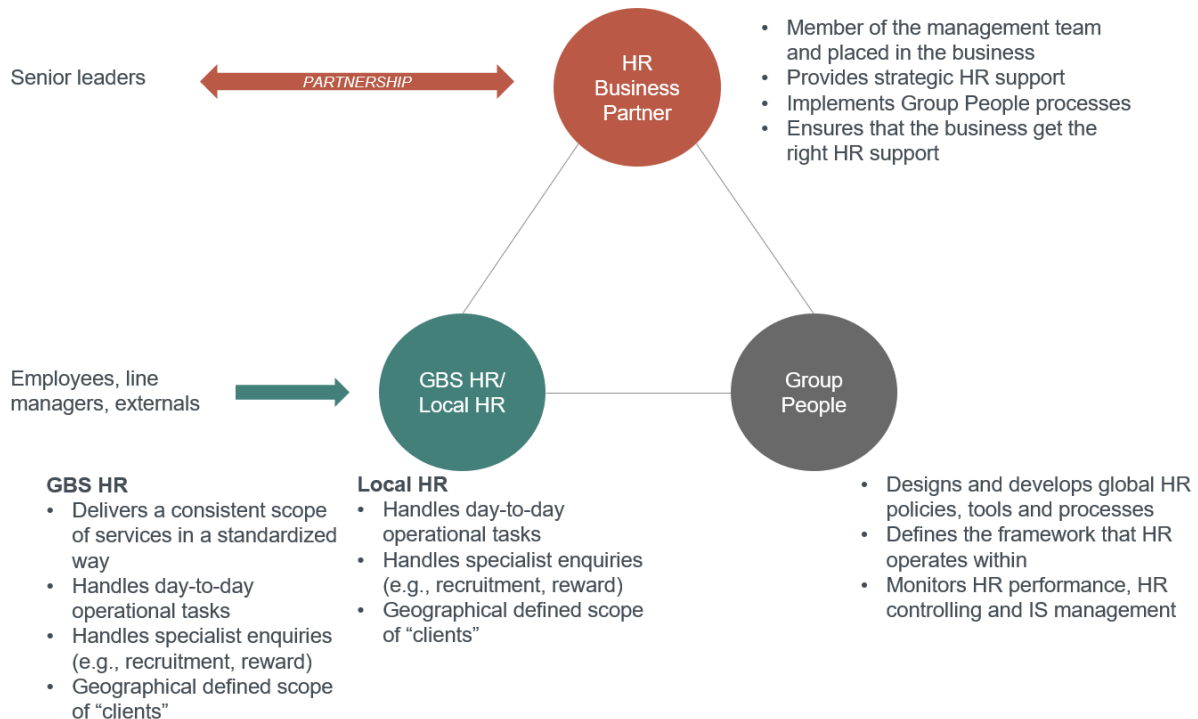 Senior leaders
PARTNERSHIP
HR
Business
Partner
• Member of the management team
and placed in the business
• Provides strategic HR support
• Implements Group People processes
• Ensures that the business get the
right HR support
Employees, line
managers, externals
GBS HR/
Local HR
Group
People
GBS HR
• Delivers a consistent scope
of services in a standardized
way
• Handles day-to-day
operational tasks
• Handles specialist enquiries
(e.g., recruitment, reward)
• Geographical defined scope
of “clients”
Local HR
• Handles day-to-day
operational tasks
• Handles specialist enquiries
(e.g., recruitment, reward)
• Geographical defined scope
of “clients”
• Designs and develops global HR
policies, tools and processes
• Defines the framework that HR
operates within
• Monitors HR performance, HR
controlling and IS management